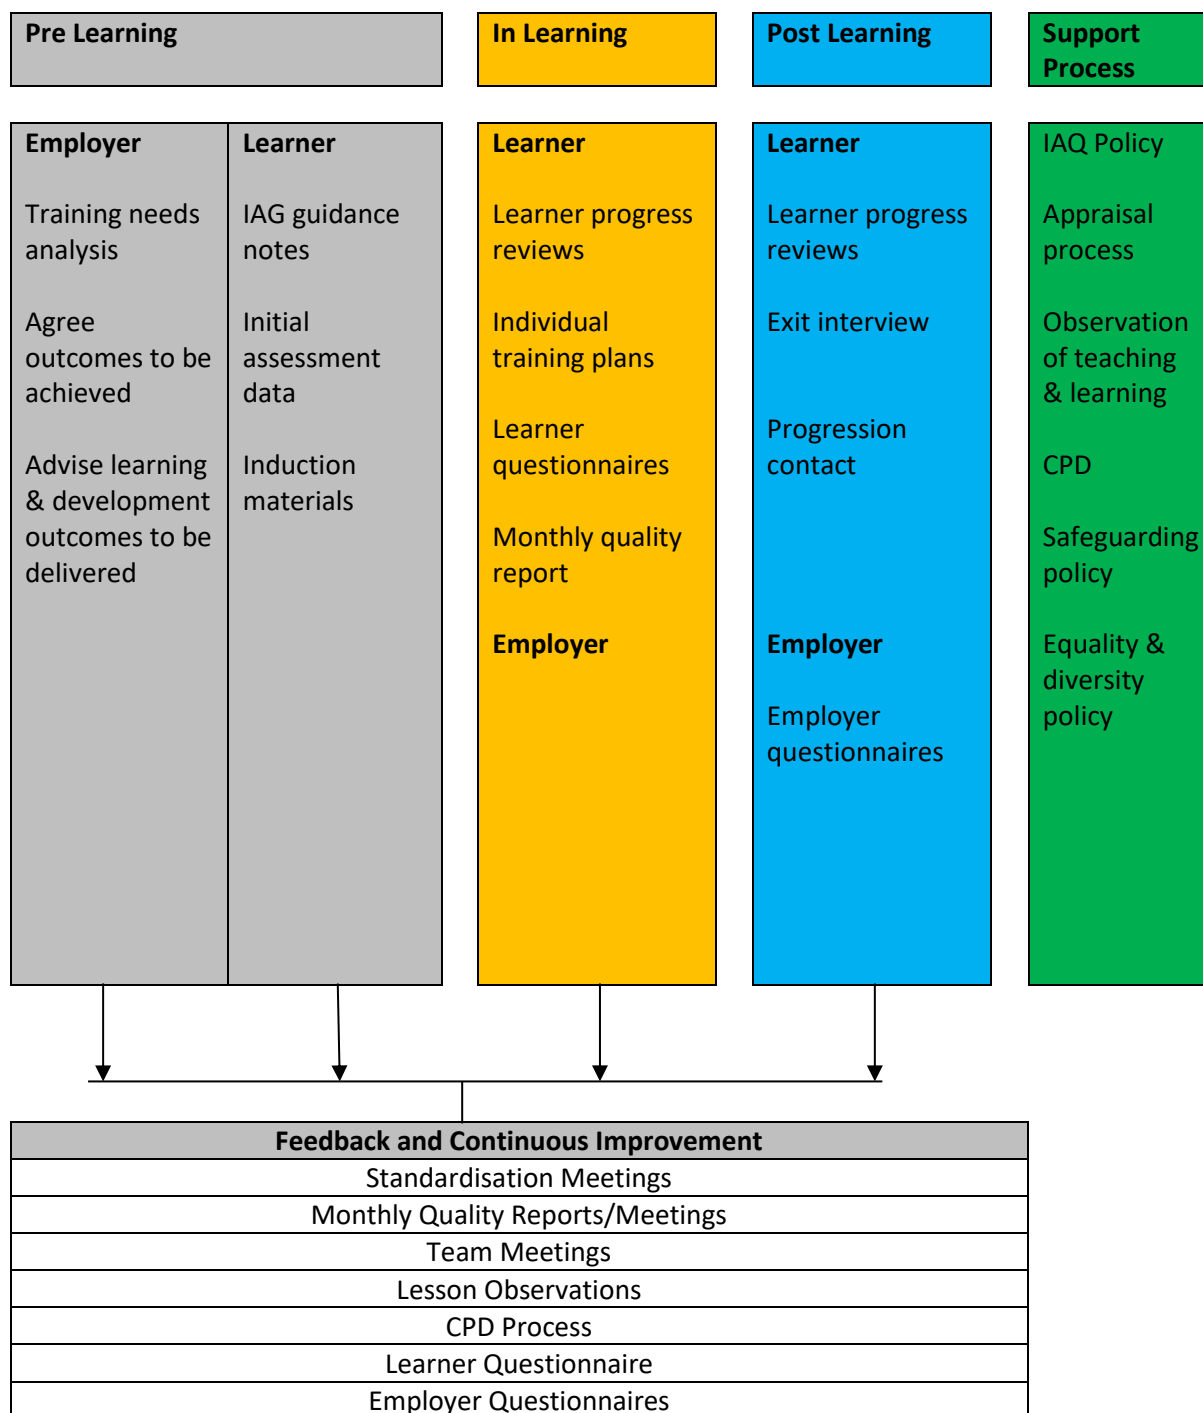 Pre Learning
In Learning
Post Learning
Support
Process
Employer
Training needs
analysis
Agree
outcomes to be
achieved
Advise learning
& development
outcomes to be
delivered
Learner
IAG guidance
notes
Initial
assessment
data
Induction
materials
Learner
Learner progress
reviews
Individual
training plans
Learner
questionnaires
Monthly quality
report
Employer
Learner
Learner progress
reviews
Exit interview
Progression
contact
Employer
Employer
questionnaires
IAQ Policy
Appraisal
process
Observation
of teaching
& learning
CPD
Safeguarding
policy
Equality &
diversity
policy
Feedback and Continuous Improvement
Standardisation Meetings
Monthly Quality Reports/Meetings
Team Meetings
Lesson Observations
CPD Process
Learner Questionnaire
Employer Questionnaires